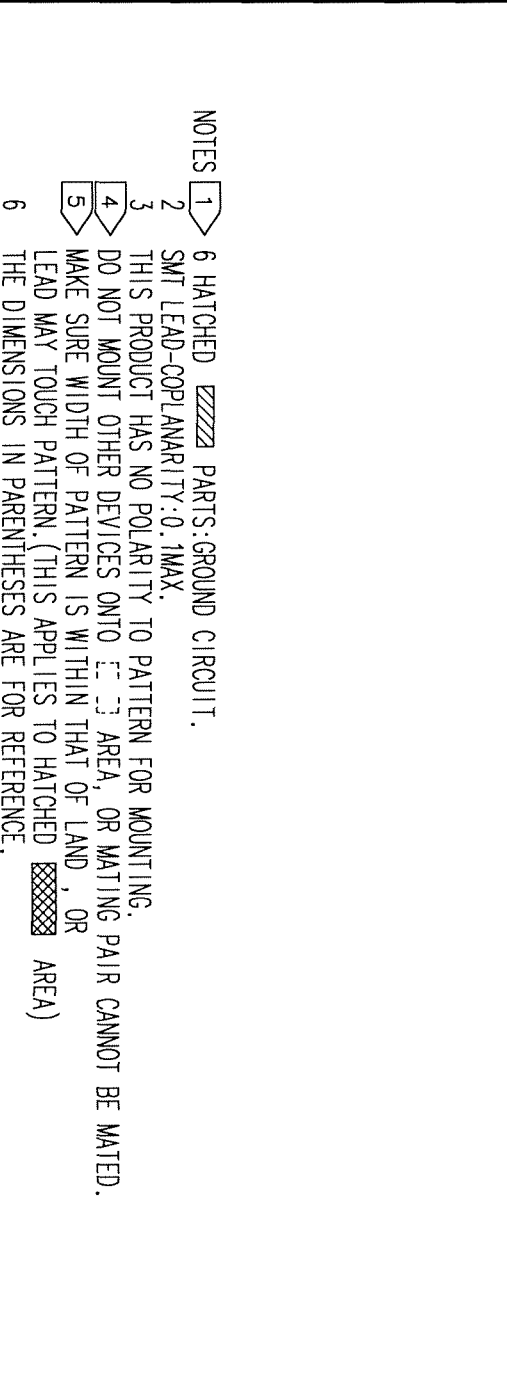 NOTES 1 6 HATCHED PARTS:GROUND CIRCUIT.
2 SMT LEAD-COPLANARITY:0.1MAX.
3 THIS PRODUCT HAS NO POLARITY TO PATTERN FOR MOUNTING.
4 DO NOT MOUNT OTHER DEVICES ONTO AREA, OR MATING PAIR CANNOT BE MATED.
5 MAKE SURE WIDTH OF PATTERN IS WITHIN THAT OF LAND , OR
LEAD MAY TOUCH PATTERN.(THIS APPLIES TO HATCHED AREA)
6 THE DIMENSIONS IN PARENTHESES ARE FOR REFERENCE.